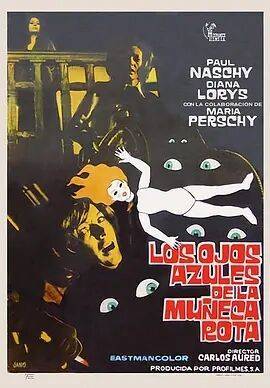 PAUL
NASCHY
DIANA
LORYS
CON LA COLABORACION DE
MARIA
PERSCHY
LOS OJOS
AZULES
DE LA
MUÑECA
ROTA
DIRECTOR
CARLOS AURED
EASTMANCOLOR
PRODUCIDA POR PROFILMES, S.A.
JANO